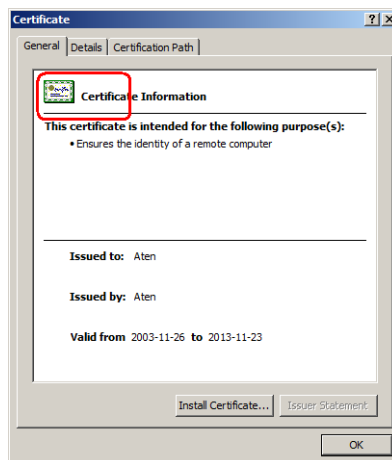 Certificate
General Details Certification Path
Certificate Information
This certificate is intended for the following purpose(s):
• Ensures the identity of a remote computer
Issued to: Aten
Issued by: Aten
Valid from 2003-11-26 to 2013-11-23
Install Certificate... Issuer Statement
OK